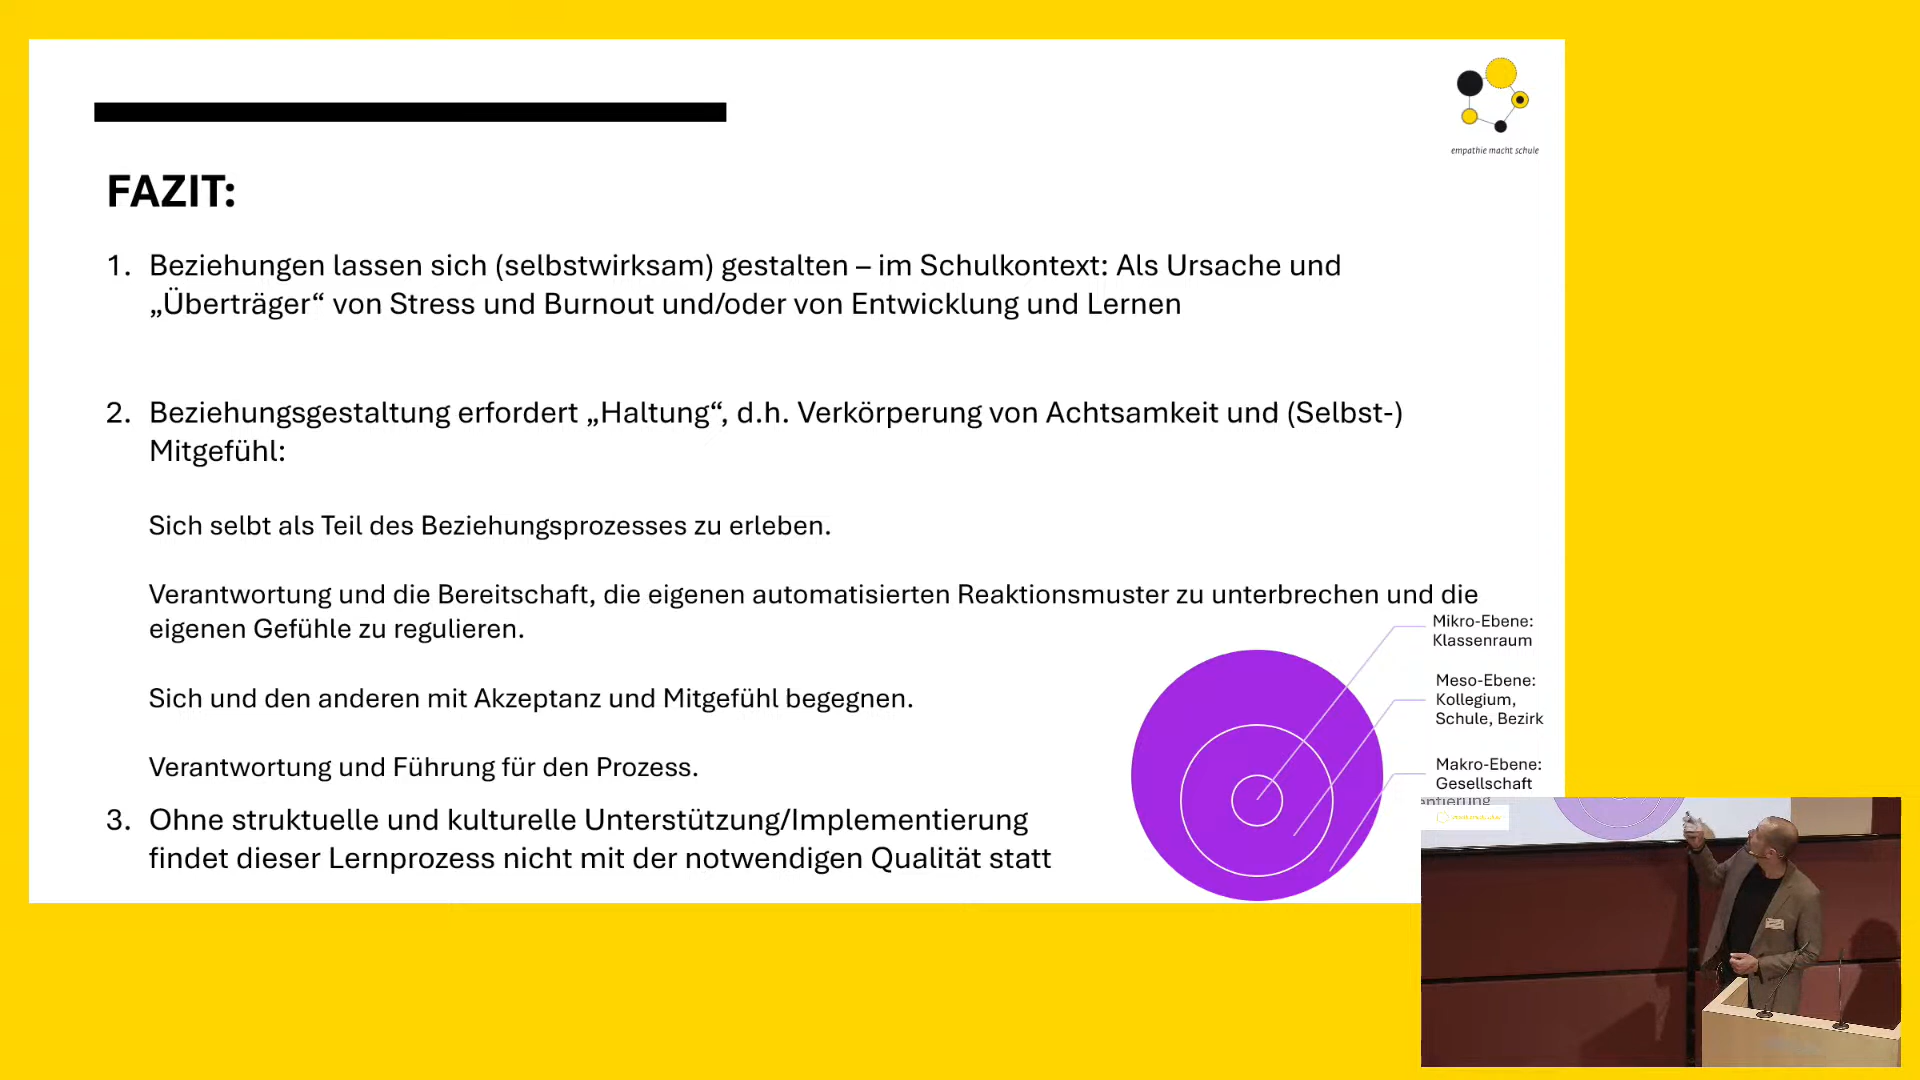 empathie macht schule
FAZIT:
1. Beziehungen lassen sich (selbstwirksam) gestalten – im Schulkontext: Als Ursache und
„Überträger“ von Stress und Burnout und/oder von Entwicklung und Lernen
2. Beziehungsgestaltung erfordert „Haltung“, d.h. Verkörperung von Achtsamkeit und (Selbst-)
Mitgefühl:
Sich selbt als Teil des Beziehungsprozesses zu erleben.
Verantwortung und die Bereitschaft, die eigenen automatisierten Reaktionsmuster zu unterbrechen und die
eigenen Gefühle zu regulieren.
Sich und den anderen mit Akzeptanz und Mitgefühl begegnen.
Verantwortung und Führung für den Prozess.
3. Ohne struktuelle und kulturelle Unterstützung/Implementierung
findet dieser Lernprozess nicht mit der notwendigen Qualität statt
Mikro-Ebene:
Klassenraum
Meso-Ebene:
Kollegium,
Schule, Bezirk
Makro-Ebene:
Gesellschaft